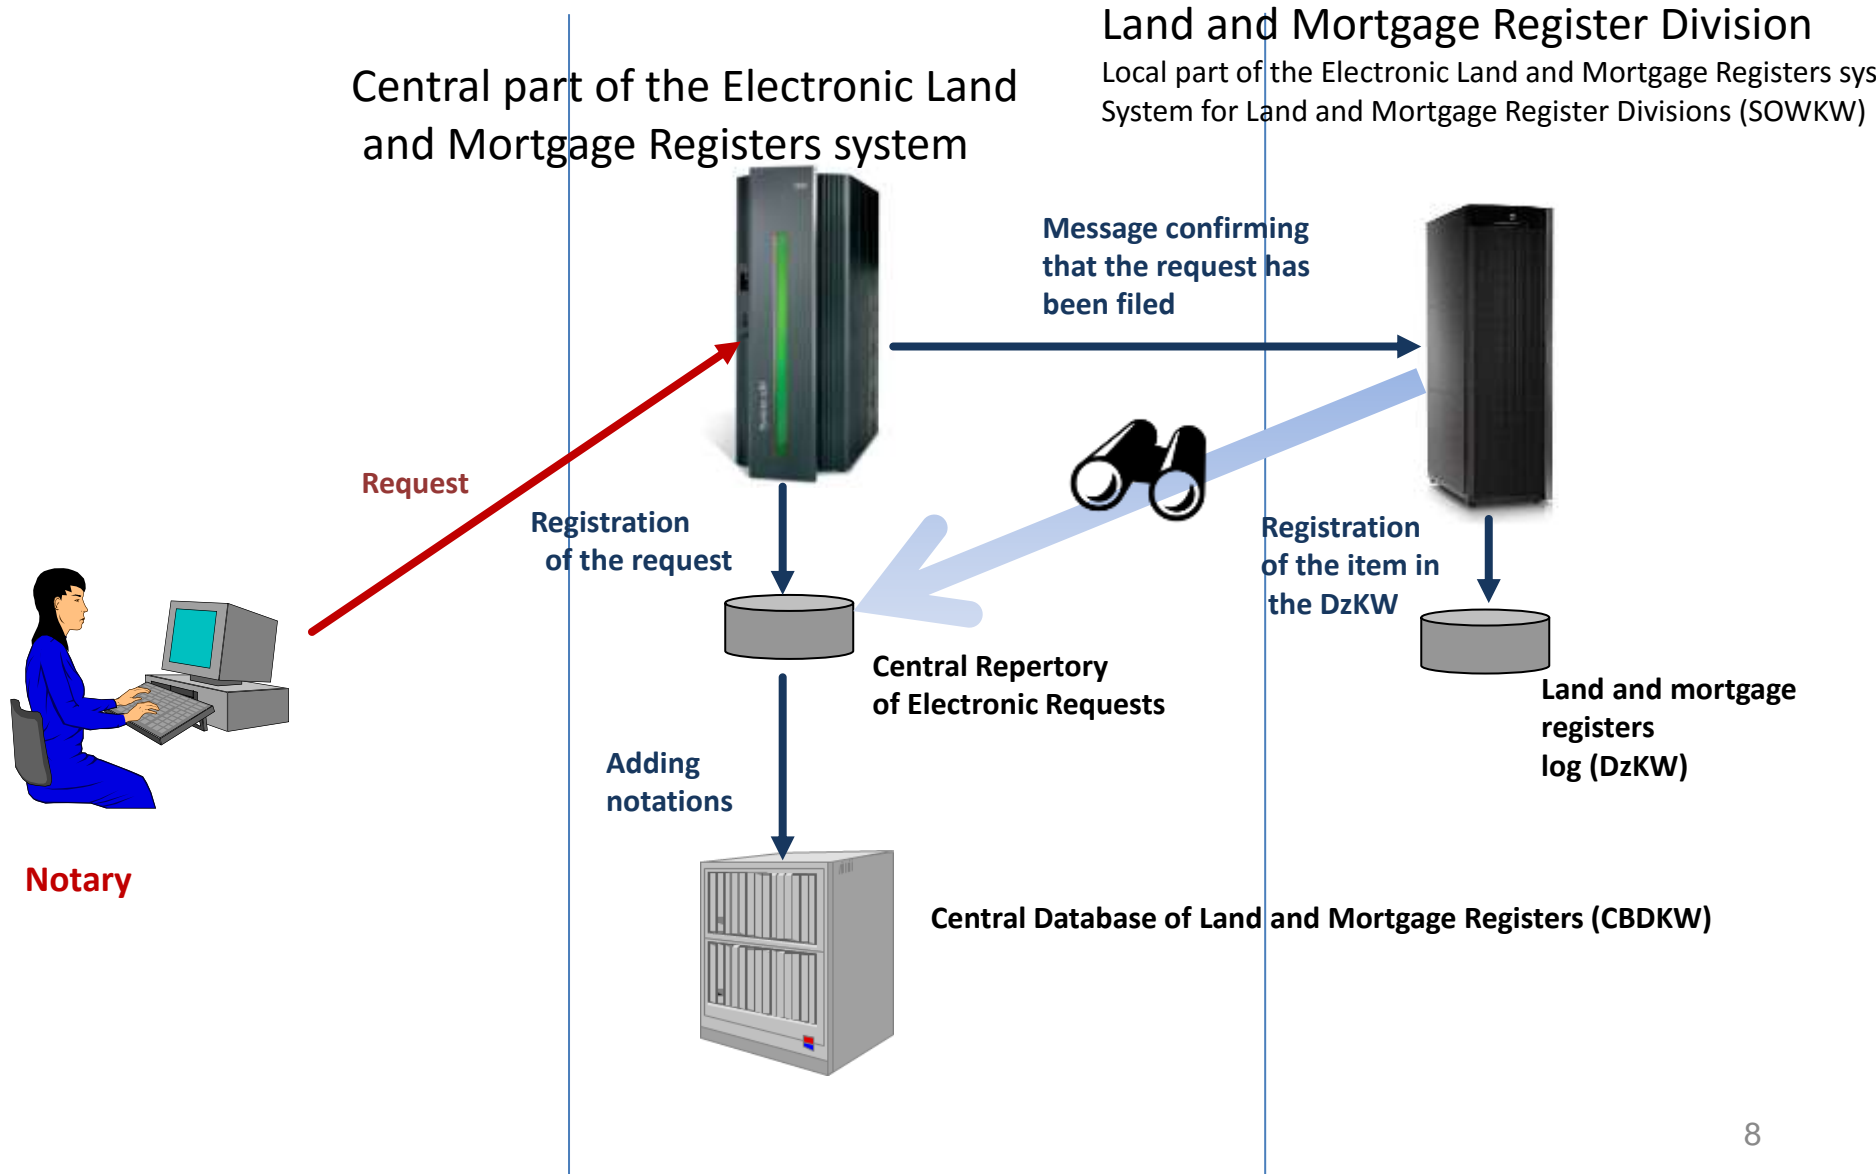 Land and Mortgage Register Division
Local part of the Electronic Land and Mortgage Registers sys
System for Land and Mortgage Register Divisions (SOWKW)
Central part of the Electronic Land
and Mortgage Registers system
Message confirming
that the request has
been filed
Request
Registration
of the request
Registration
of the item in
the DzKW
Central Repertory
of Electronic Requests
Land and mortgage
registers
log (DzKW)
Adding
notations
Notary
Central Database of Land and Mortgage Registers (CBDKW)
8